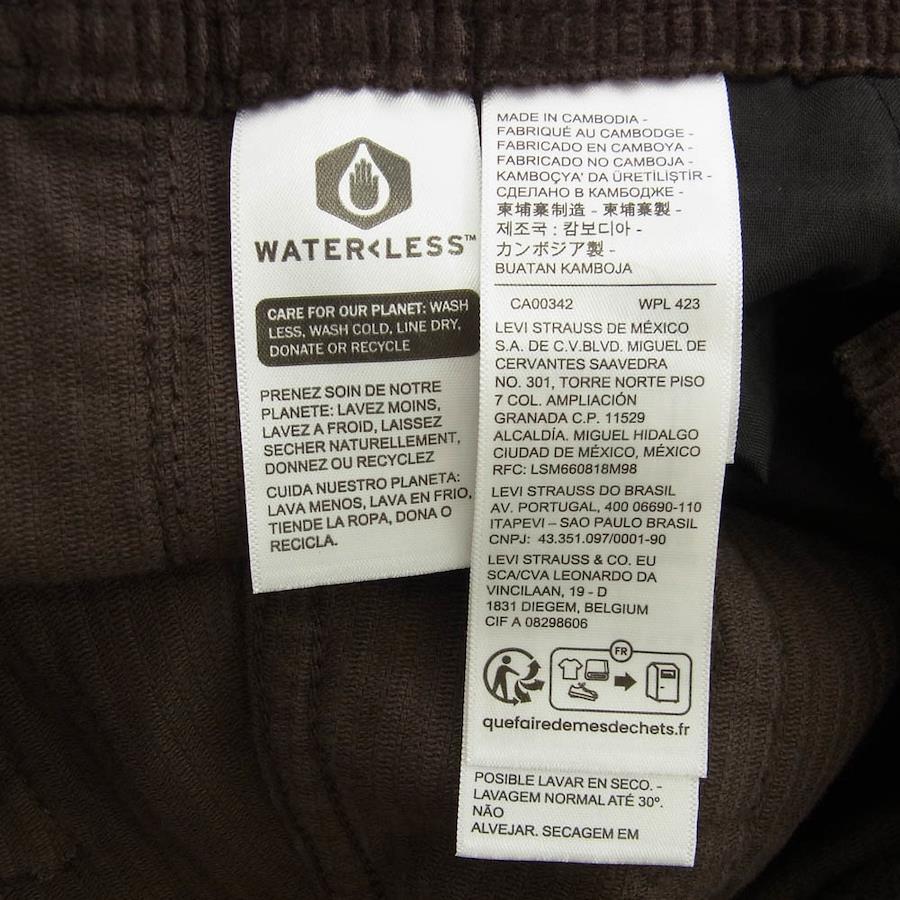 WATER<LESS™
CARE FOR OUR PLANET: WASH
LESS, WASH COLD, LINE DRY,
DONATE OR RECYCLE
PRENEZ SOIN DE NOTRE
PLANETE: LAVEZ MOINS,
LAVEZ A FROID, LAISSEZ
SECHER NATURELLEMENT,
DONNEZ OU RECYCLEZ
CUIDA NUESTRO PLANETA:
LAVA MENOS, LAVA EN FRIO,
TIENDE LA ROPA, DONA O
RECICLA.
MADE IN CAMBODIA -
FABRIQUÉ AU CAMBODGE -
FABRICADO EN CAMBOYA -
FABRICADO NO CAMBOJA -
KAMBOÇYA' DA ÜRETİLİŞTİR -
СДЕЛАНО В КАМБОДЖЕ -
柬埔寨制造 - 柬埔寨製 -
제조국 : 캄보디아 -
カンボジア製 -
BUATAN KAMBOJA
CA00342 WPL 423
LEVI STRAUSS DE MÉXICO
S.A. DE C.V.BLVD. MIGUEL DE
CERVANTES SAAVEDRA
NO. 301, TORRE NORTE PISO
7 COL. AMPLIACIÓN
GRANADA C.P. 11529
ALCALDÍA. MIGUEL HIDALGO
CIUDAD DE MÉXICO, MÉXICO
RFC: LSM660818M98
LEVI STRAUSS DO BRASIL
AV. PORTUGAL, 400 06690-110
ITAPEVI – SAO PAULO BRASIL
CNPJ: 43.351.097/0001-90
LEVI STRAUSS & CO. EU
SCA/CVA LEONARDO DA
VINCILAAN, 19 - D
1831 DIEGEM, BELGIUM
CIF A 08298606
FR
quefairedemesdechets.fr
POSIBLE LAVAR EN SECO. -
LAVAGEM NORMAL ATÉ 30º.
NÃO
ALVEJAR. SECAGEM EM